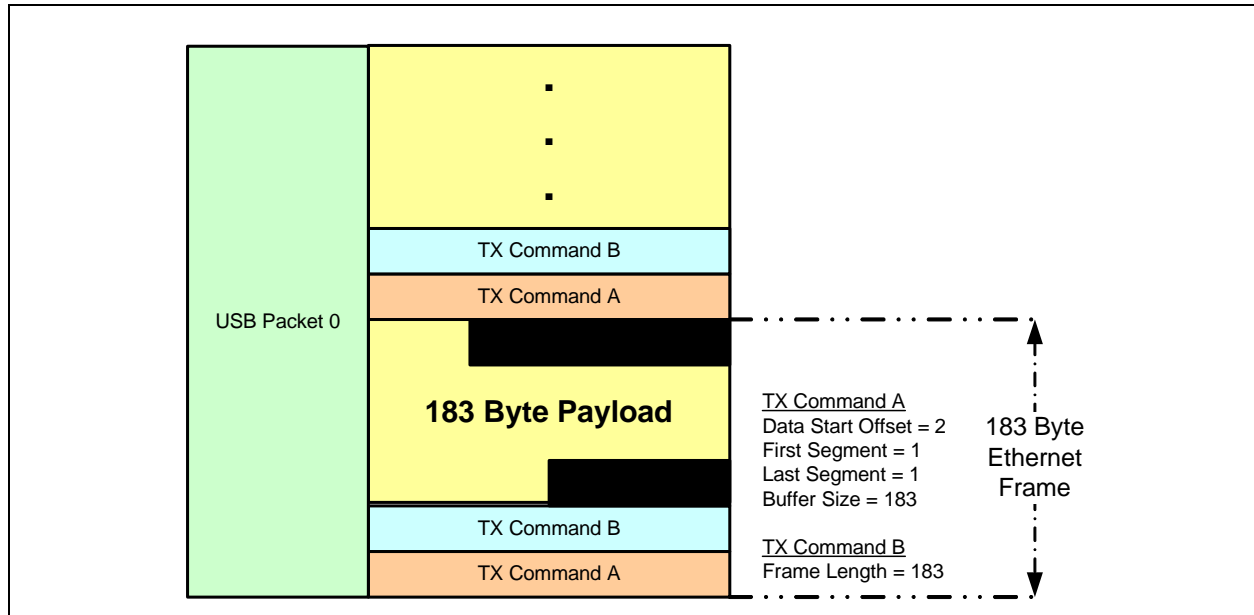 TX Command B
TX Command A
USB Packet 0
183 Byte Payload
TX Command A
Data Start Offset = 2
First Segment = 1
Last Segment = 1
Buffer Size = 183
TX Command B
Frame Length = 183
183 Byte
Ethernet
Frame
TX Command B
TX Command A